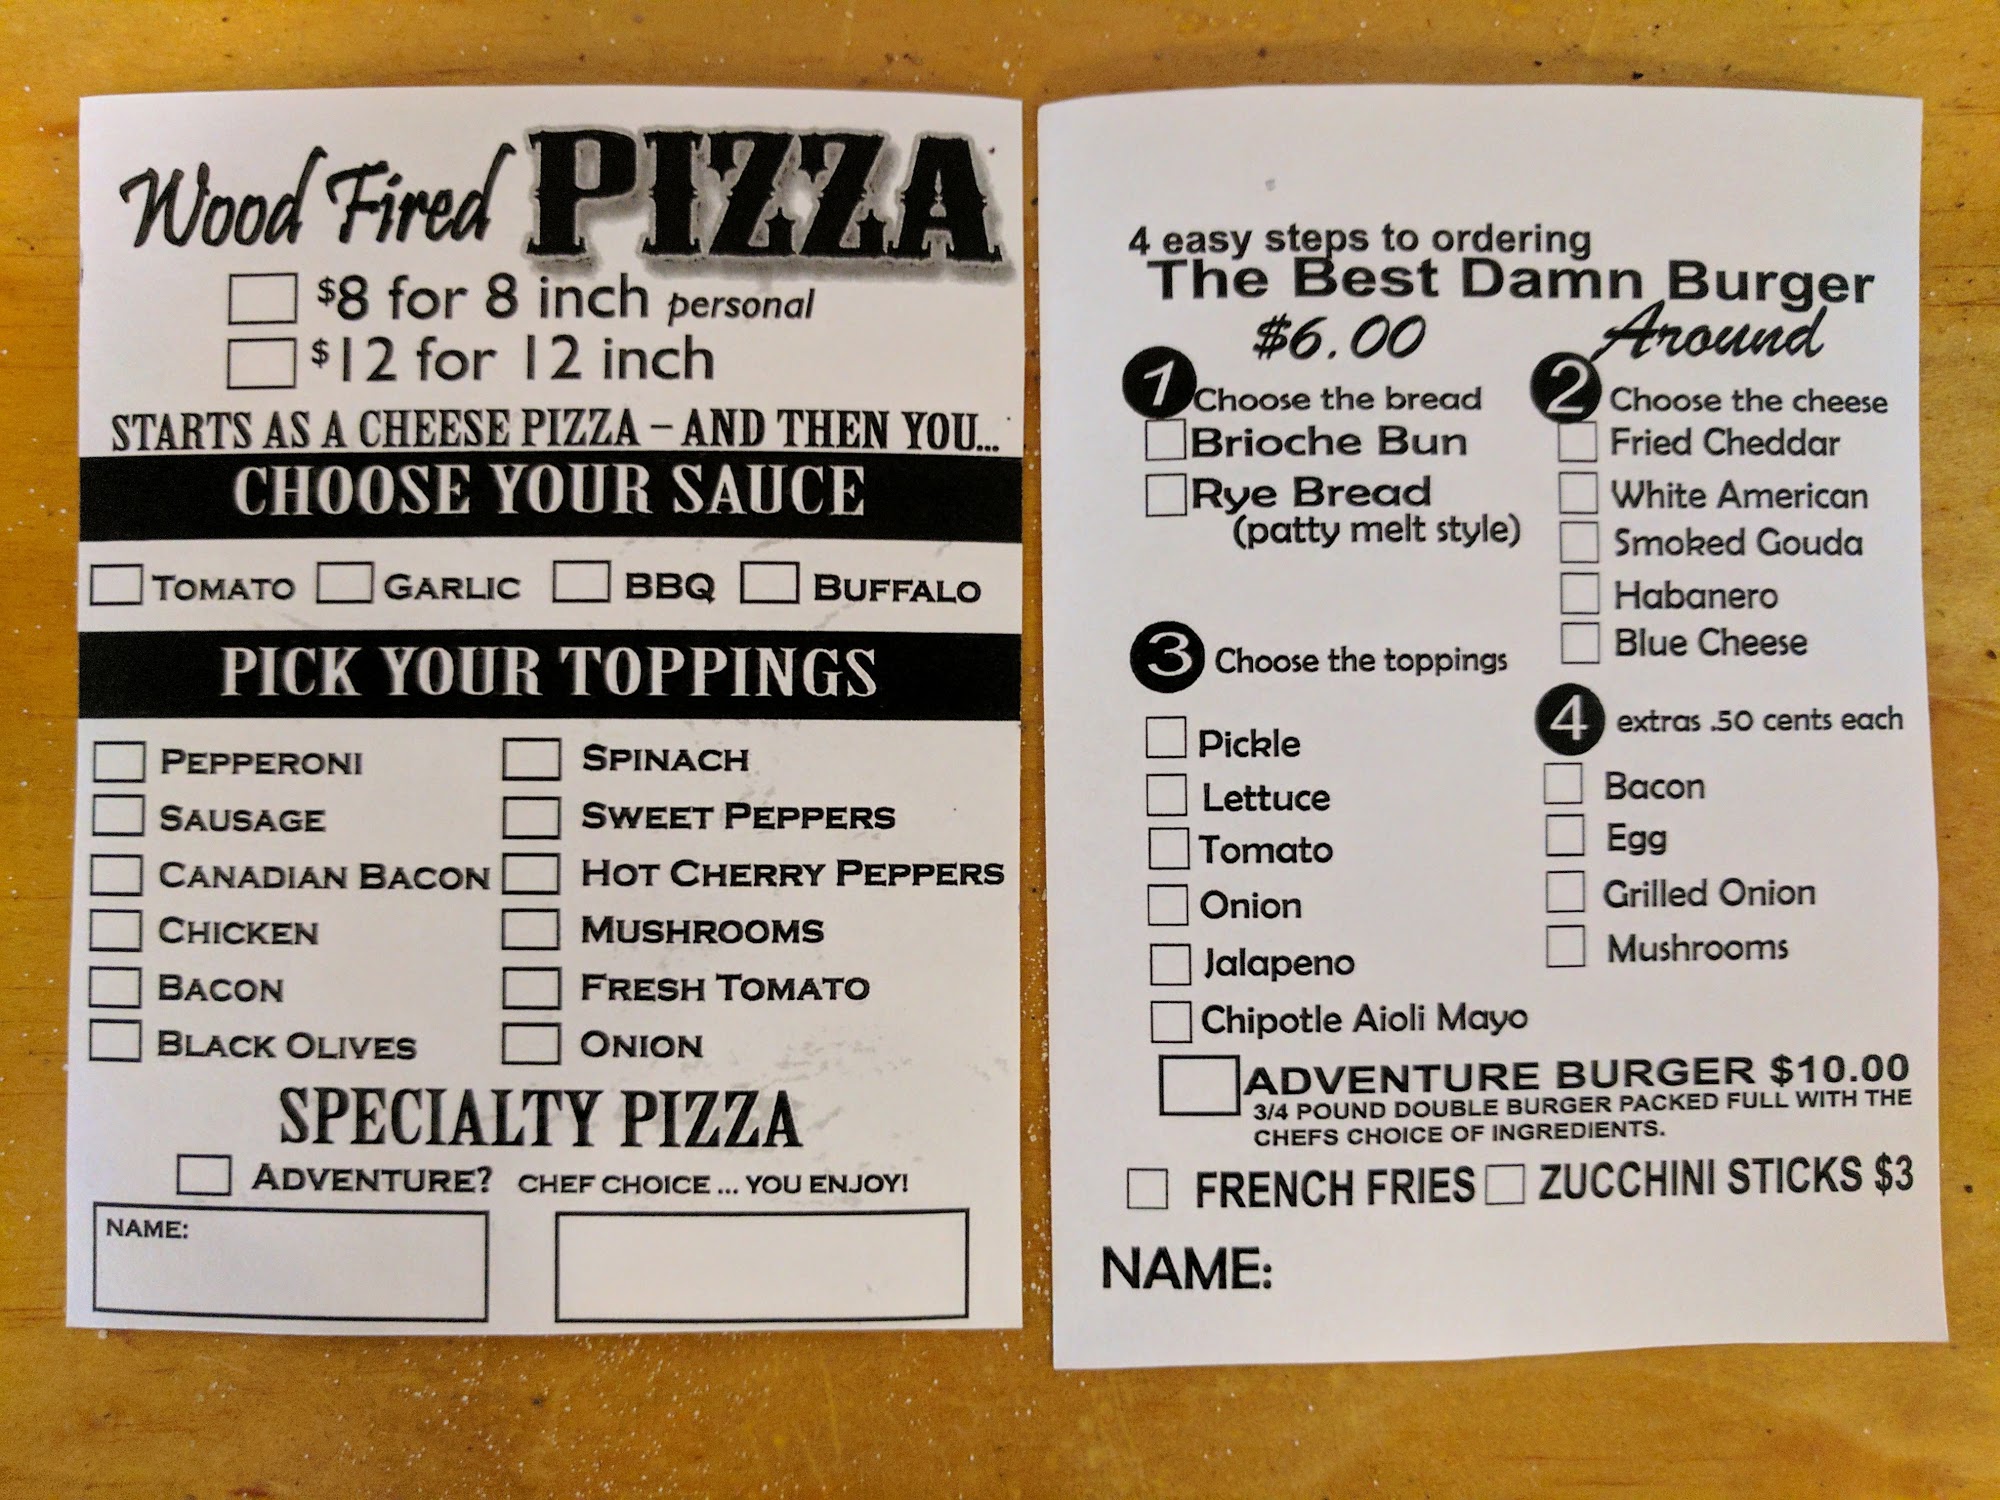 Wood Fired PIZZA
$8 for 8 inch personal
$12 for 12 inch
STARTS AS A CHEESE PIZZA – AND THEN YOU...
CHOOSE YOUR SAUCE
TOMATO GARLIC BBQ BUFFALO
PICK YOUR TOPPINGS
PEPPERONI
SAUSAGE
CANADIAN BACON
CHICKEN
BACON
BLACK OLIVES
SPINACH
SWEET PEPPERS
HOT CHERRY PEPPERS
MUSHROOMS
FRESH TOMATO
ONION
SPECIALTY PIZZA
ADVENTURE? CHEF CHOICE ... YOU ENJOY!
NAME:
4 easy steps to ordering
The Best Damn Burger
$6.00 Around
1 Choose the bread
Brioche Bun
Rye Bread
(patty melt style)
2 Choose the cheese
Fried Cheddar
White American
Smoked Gouda
Habanero
Blue Cheese
3 Choose the toppings
Pickle
Lettuce
Tomato
Onion
Jalapeno
Chipotle Aioli Mayo
4 extras .50 cents each
Bacon
Egg
Grilled Onion
Mushrooms
ADVENTURE BURGER $10.00
3/4 POUND DOUBLE BURGER PACKED FULL WITH THE
CHEFS CHOICE OF INGREDIENTS.
FRENCH FRIES ZUCCHINI STICKS $3
NAME: